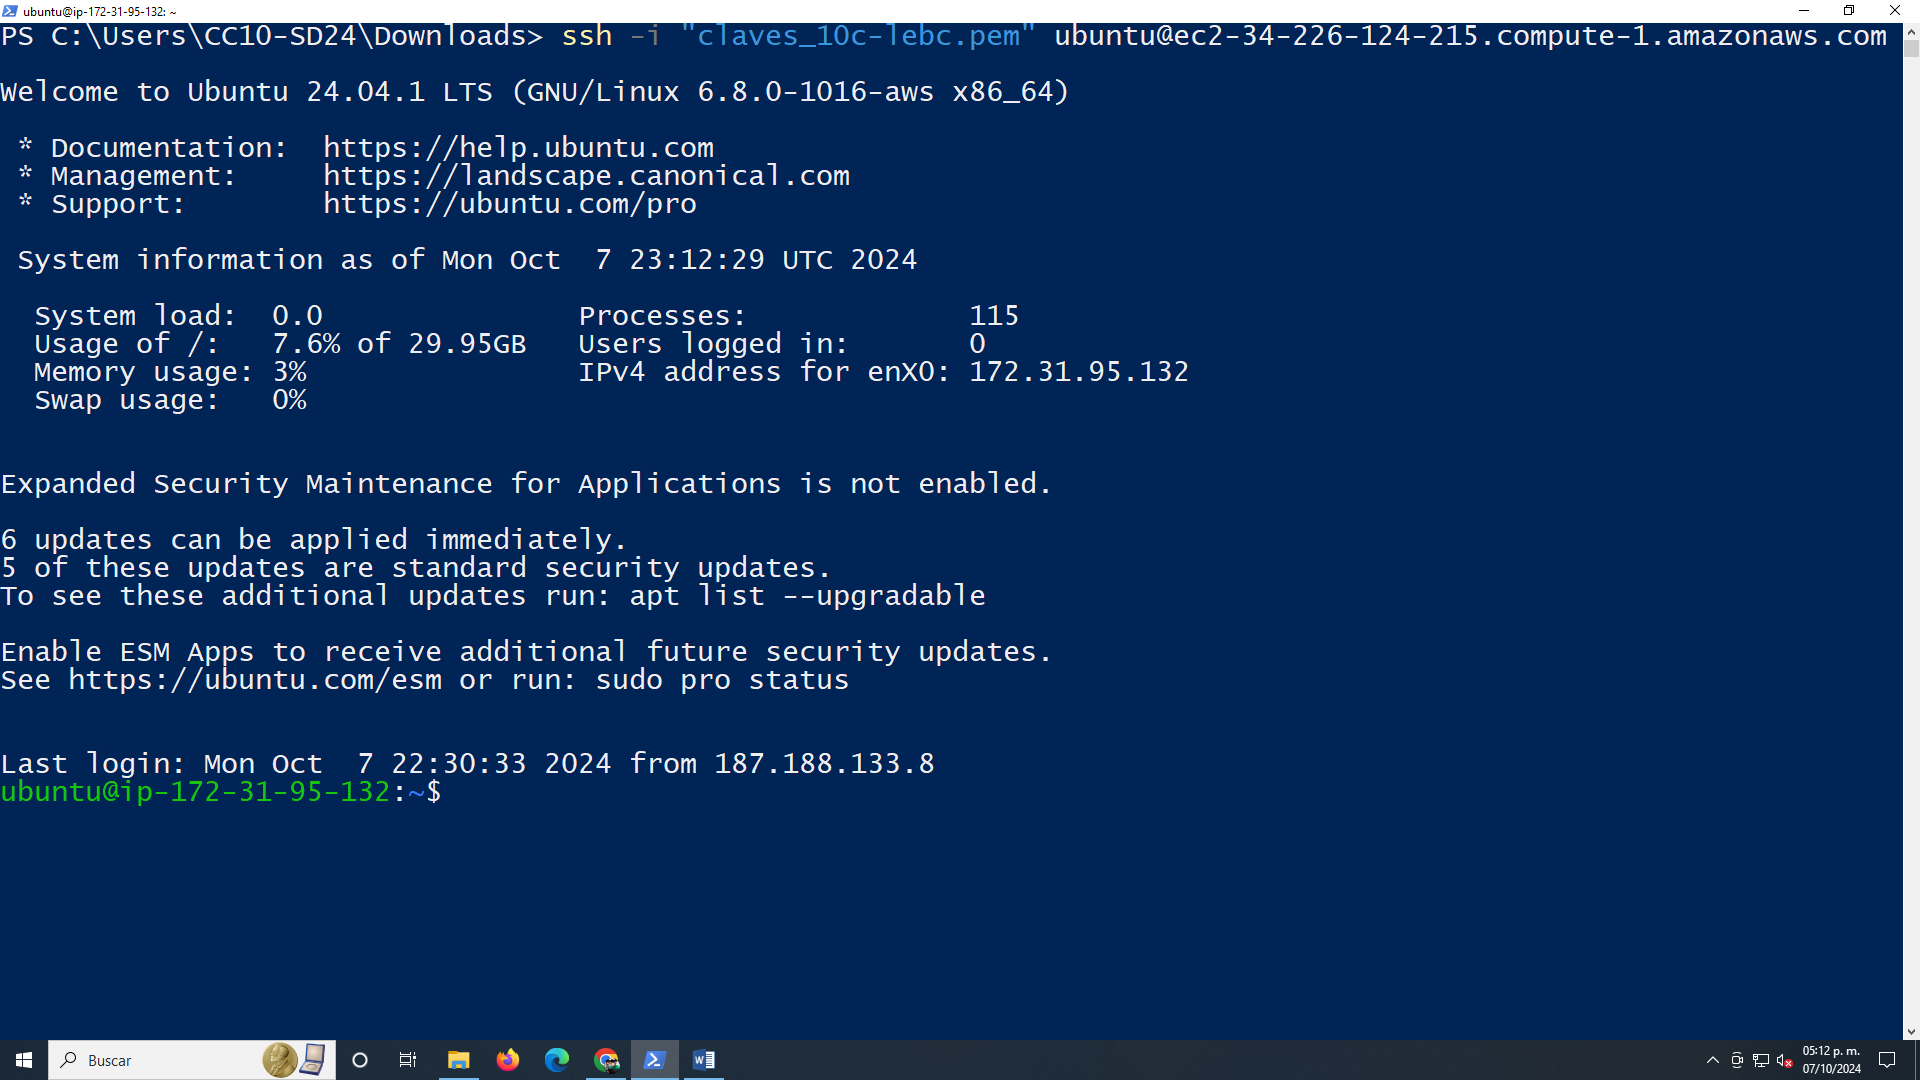 ubuntu@ip-172-31-95-132: ~
PS C:\Users\CC10-SD24\Downloads> ssh -i "claves_10c-lebc.pem" ubuntu@ec2-34-226-124-215.compute-1.amazonaws.com
Welcome to Ubuntu 24.04.1 LTS (GNU/Linux 6.8.0-1016-aws x86_64)
* Documentation:  https://help.ubuntu.com
* Management:     https://landscape.canonical.com
* Support:        https://ubuntu.com/pro
System information as of Mon Oct  7 23:12:29 UTC 2024
System load:  0.0               Processes:             115
Usage of /:   7.6% of 29.95GB   Users logged in:       0
Memory usage: 3%                IPv4 address for enX0: 172.31.95.132
Swap usage:   0%
Expanded Security Maintenance for Applications is not enabled.
6 updates can be applied immediately.
5 of these updates are standard security updates.
To see these additional updates run: apt list --upgradable
Enable ESM Apps to receive additional future security updates.
See https://ubuntu.com/esm or run: sudo pro status
Last login: Mon Oct  7 22:30:33 2024 from 187.188.133.8
ubuntu@ip-172-31-95-132:~$
Buscar
05:12 p. m.
07/10/2024